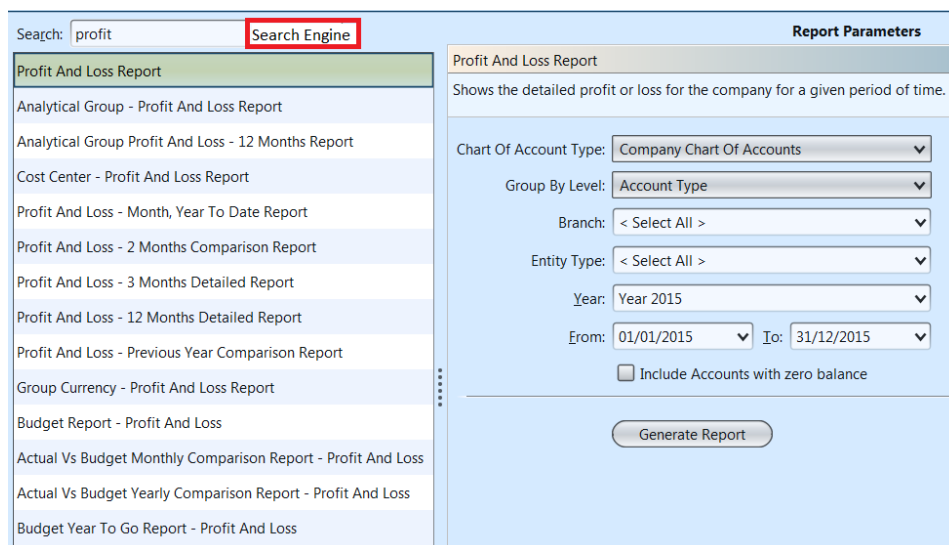 Search: profit Search Engine
Profit And Loss Report
Analytical Group - Profit And Loss Report
Analytical Group Profit And Loss - 12 Months Report
Cost Center - Profit And Loss Report
Profit And Loss - Month, Year To Date Report
Profit And Loss - 2 Months Comparison Report
Profit And Loss - 3 Months Detailed Report
Profit And Loss - 12 Months Detailed Report
Profit And Loss - Previous Year Comparison Report
Group Currency - Profit And Loss Report
Budget Report - Profit And Loss
Actual Vs Budget Monthly Comparison Report - Profit And Loss
Actual Vs Budget Yearly Comparison Report - Profit And Loss
Budget Year To Go Report - Profit And Loss
Report Parameters
Profit And Loss Report
Shows the detailed profit or loss for the company for a given period of time.
Chart Of Account Type: Company Chart Of Accounts
Group By Level: Account Type
Branch: < Select All >
Entity Type: < Select All >
Year: Year 2015
From: 01/01/2015 To: 31/12/2015
Include Accounts with zero balance
Generate Report